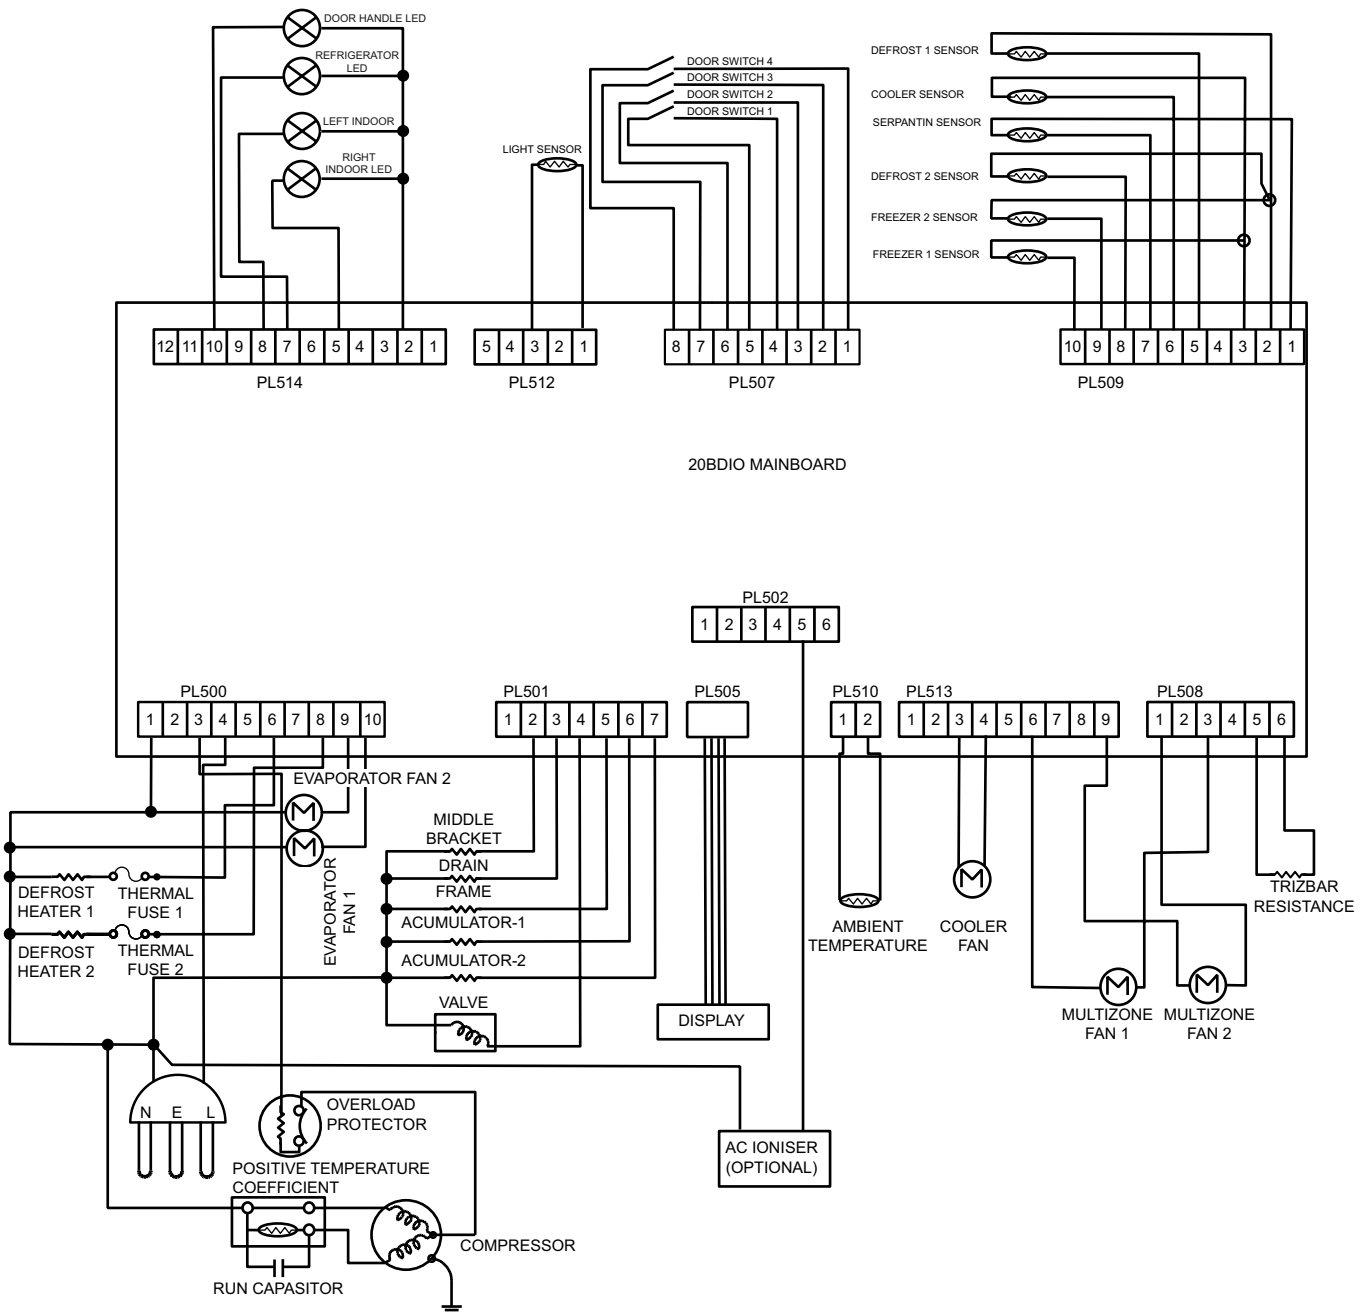 DOOR HANDLE LED
REFRIGERATOR
LED
LEFT INDOOR
RIGHT
INDOOR LED
LIGHT SENSOR
DOOR SWITCH 4
DOOR SWITCH 3
DOOR SWITCH 2
DOOR SWITCH 1
DEFROST 1 SENSOR
COOLER SENSOR
SERPANTIN SENSOR
DEFROST 2 SENSOR
FREEZER 2 SENSOR
FREEZER 1 SENSOR
12 11 10 9 8 7 6 5 4 3 2 1
PL514
5 4 3 2 1
PL512
8 7 6 5 4 3 2 1
PL507
10 9 8 7 6 5 4 3 2 1
PL509
20BDIO MAINBOARD
PL502
1 2 3 4 5 6
PL500
1 2 3 4 5 6 7 8 9 10
PL501
1 2 3 4 5 6 7
PL505
PL510
1 2
PL513
1 2 3 4 5 6 7 8 9
PL508
1 2 3 4 5 6
EVAPORATOR FAN 2
M
M
EVAPORATOR
FAN 1
DEFROST
HEATER 1
THERMAL
FUSE 1
DEFROST
HEATER 2
THERMAL
FUSE 2
MIDDLE
BRACKET
DRAIN
FRAME
ACUMULATOR-1
ACUMULATOR-2
VALVE
DISPLAY
AMBIENT
TEMPERATURE
M
COOLER
FAN
M
MULTIZONE
FAN 1
M
MULTIZONE
FAN 2
TRIZBAR
RESISTANCE
N E L
OVERLOAD
PROTECTOR
AC IONISER
(OPTIONAL)
POSITIVE TEMPERATURE
COEFFICIENT
COMPRESSOR
RUN CAPASITOR